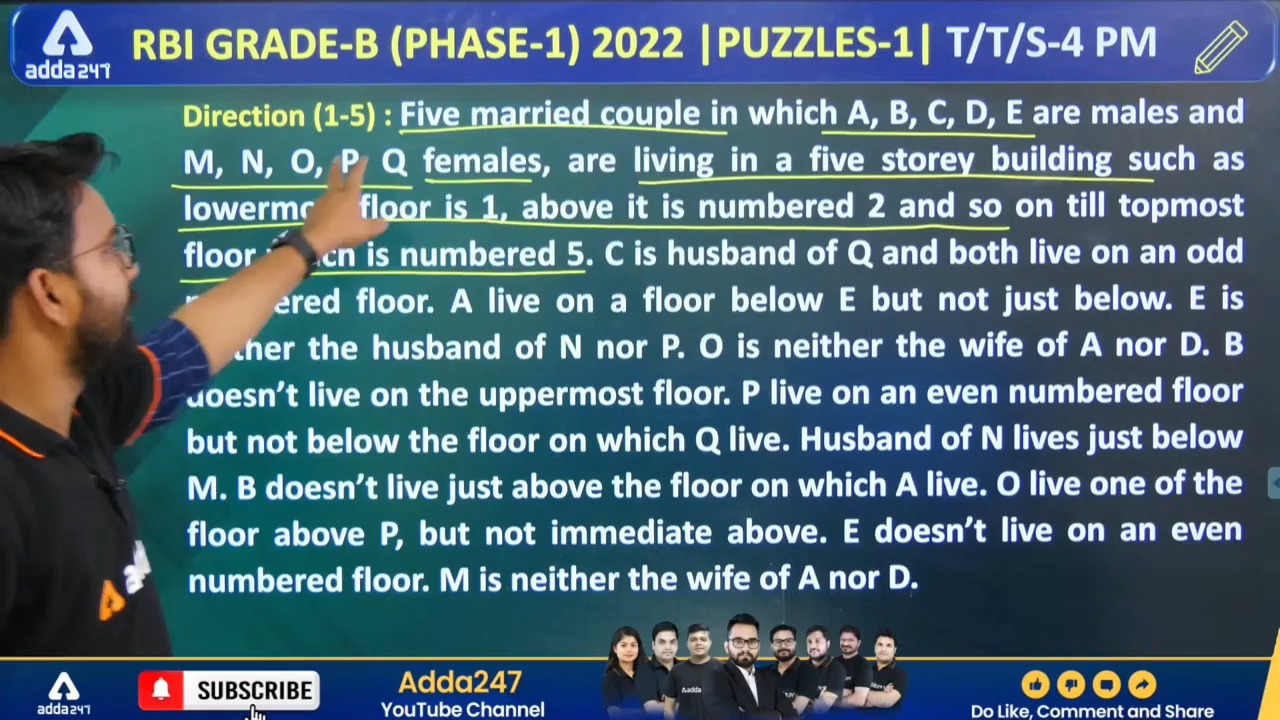 adda247
RBI GRADE-B (PHASE-1) 2022 |PUZZLES-1| T/T/S-4 PM
Direction (1-5) : Five married couple in which A, B, C, D, E are males and
M, N, O, P, Q females, are living in a five storey building such as
floor is 1, above it is numbered 2 and so on till topmost
floor is numbered 5. C is husband of Q and both live on an odd
floor. A live on a floor below E but not just below. E is
the husband of N nor P. O is neither the wife of A nor D. B
doesn't live on the uppermost floor. P live on an even numbered floor
but not below the floor on which Q live. Husband of N lives just below
M. B doesn't live just above the floor on which A live. O live one of the
floor above P, but not immediate above. E doesn't live on an even
numbered floor. M is neither the wife of A nor D.
adda247
SUBSCRIBE
Adda247
YouTube Channel
Do Like, Comment and Share